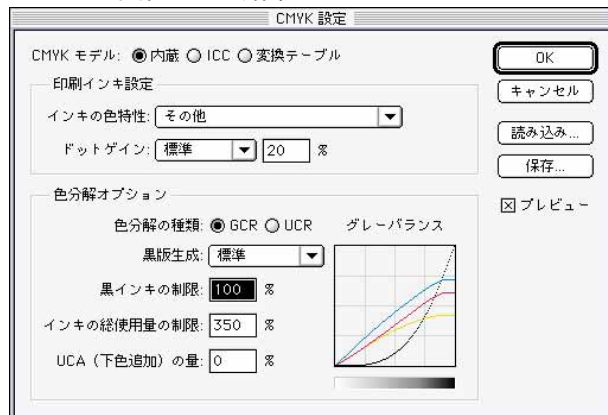 CMYK 設定
CMYK モデル: 内蔵 ICC 変換テーブル
OK
キャンセル
読み込み...
保存...
プレビュー
印刷インキ設定
インキの色特性: その他
ドットゲイン: 標準 20 %
色分解オプション
色分解の種類: GCR UCR
グレーバランス
黒版生成: 標準
黒インキの制限: 100 %
インキの総使用量の制限: 350 %
UCA（下色追加）の量: 0 %